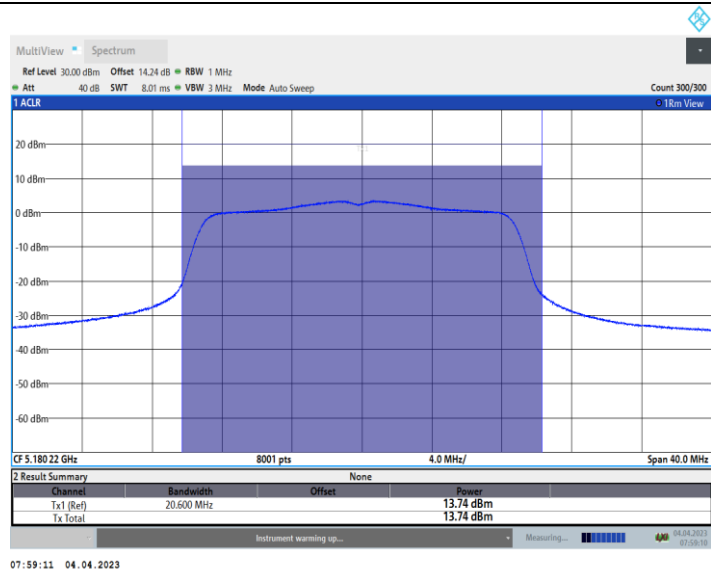 MultiView Spectrum
Ref Level 30.00 dBm Offset 14.24 dB RBW 1 MHz
Att 40 dB SWT 8.01 ms VBW 3 MHz Mode Auto Sweep Count 300/300
1 ACLR 1Rm View
20 dBm
10 dBm
0 dBm
-10 dBm
-20 dBm
-30 dBm
-40 dBm
-50 dBm
-60 dBm
CF 5.180 22 GHz 8001 pts 4.0 MHz/ Span 40.0 MHz
2 Result Summary None
Channel Bandwidth Offset Power
Tx1 (Ref) 20.600 MHz 13.74 dBm
Tx Total 13.74 dBm
Instrument warming up... Measuring... 04.04.2023
07:59:10
07:59:11 04.04.2023